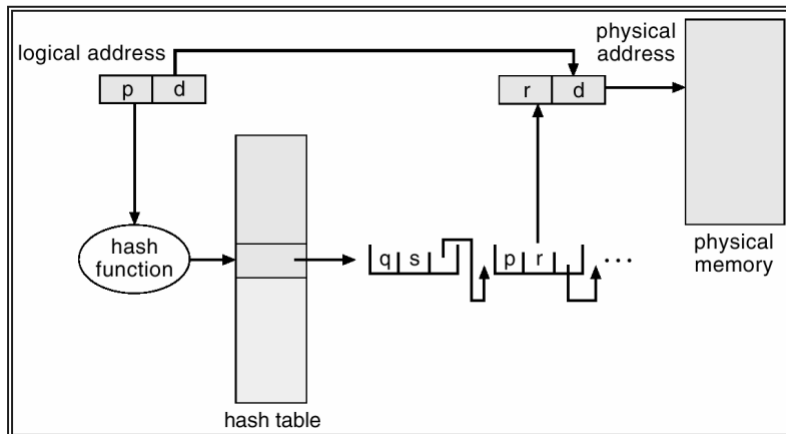 logical address
physical
address
p d
r d
hash
function
q s
p r
...
physical
memory
hash table